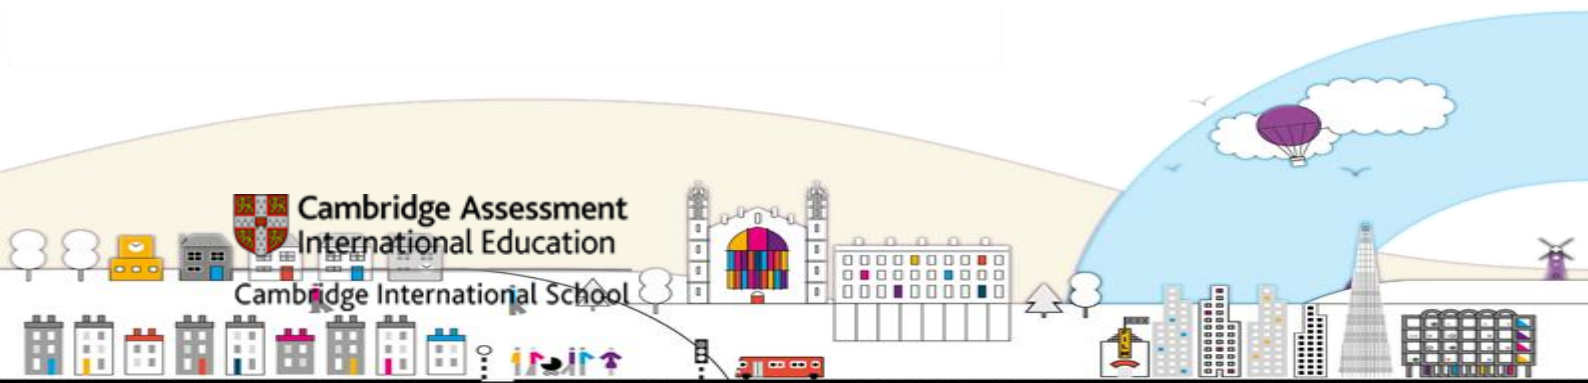 Cambridge Assessment
International Education
Cambridge International School